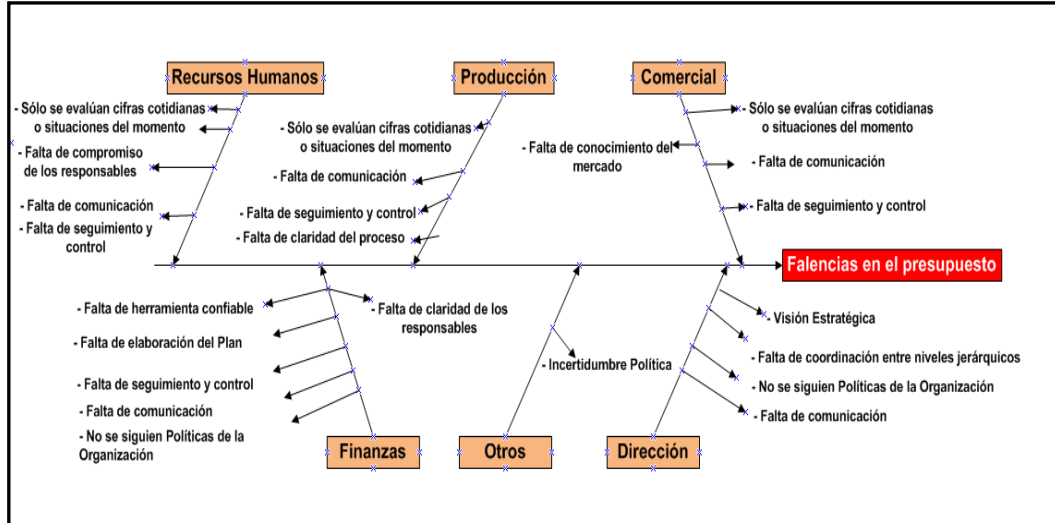 Recursos Humanos
Producción
Comercial
- Sólo se evalúan cifras cotidianas
o situaciones del momento
- Falta de compromiso
de los responsables
- Falta de comunicación
- Falta de seguimiento y
control
- Sólo se evalúan cifras cotidianas
o situaciones del momento
- Falta de comunicación
- Falta de seguimiento y control
- Falta de claridad del proceso
- Falta de conocimiento del
mercado
- Sólo se evalúan cifras cotidianas
o situaciones del momento
- Falta de comunicación
- Falta de seguimiento y control
Falencias en el presupuesto
- Falta de herramienta confiable
- Falta de elaboración del Plan
- Falta de seguimiento y control
- Falta de comunicación
- No se siguien Políticas de la
Organización
- Falta de claridad de los
responsables
- Incertidumbre Política
- Visión Estratégica
- Falta de coordinación entre niveles jerárquicos
- No se siguien Políticas de la Organización
- Falta de comunicación
Finanzas
Otros
Dirección